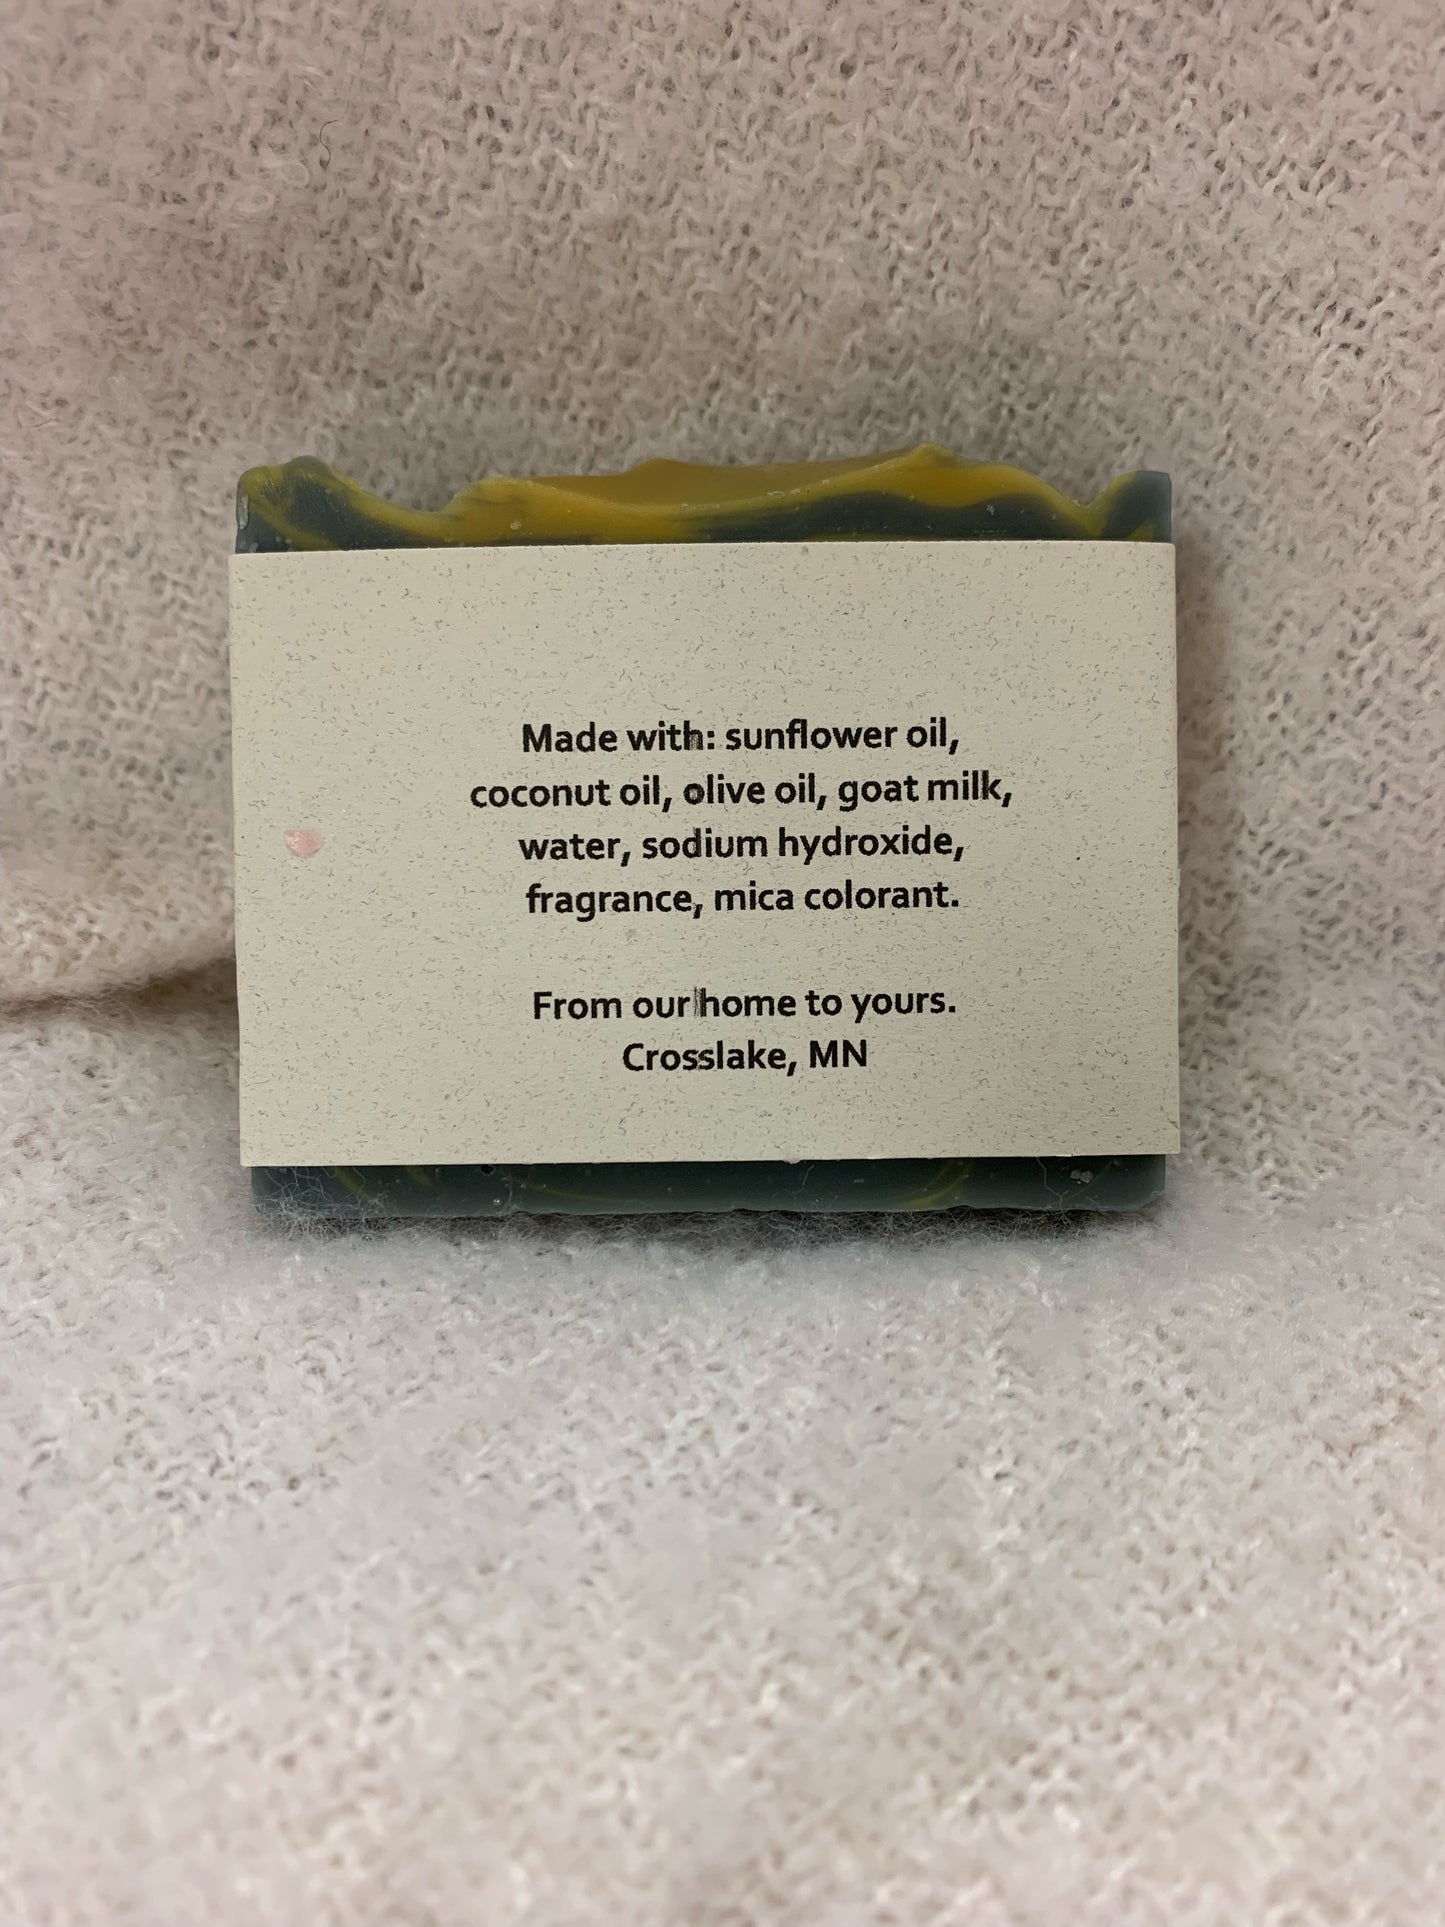 Made with: sunflower oil,
coconut oil, olive oil, goat milk,
water, sodium hydroxide,
fragrance, mica colorant.
From our home to yours.
Crosslake, MN